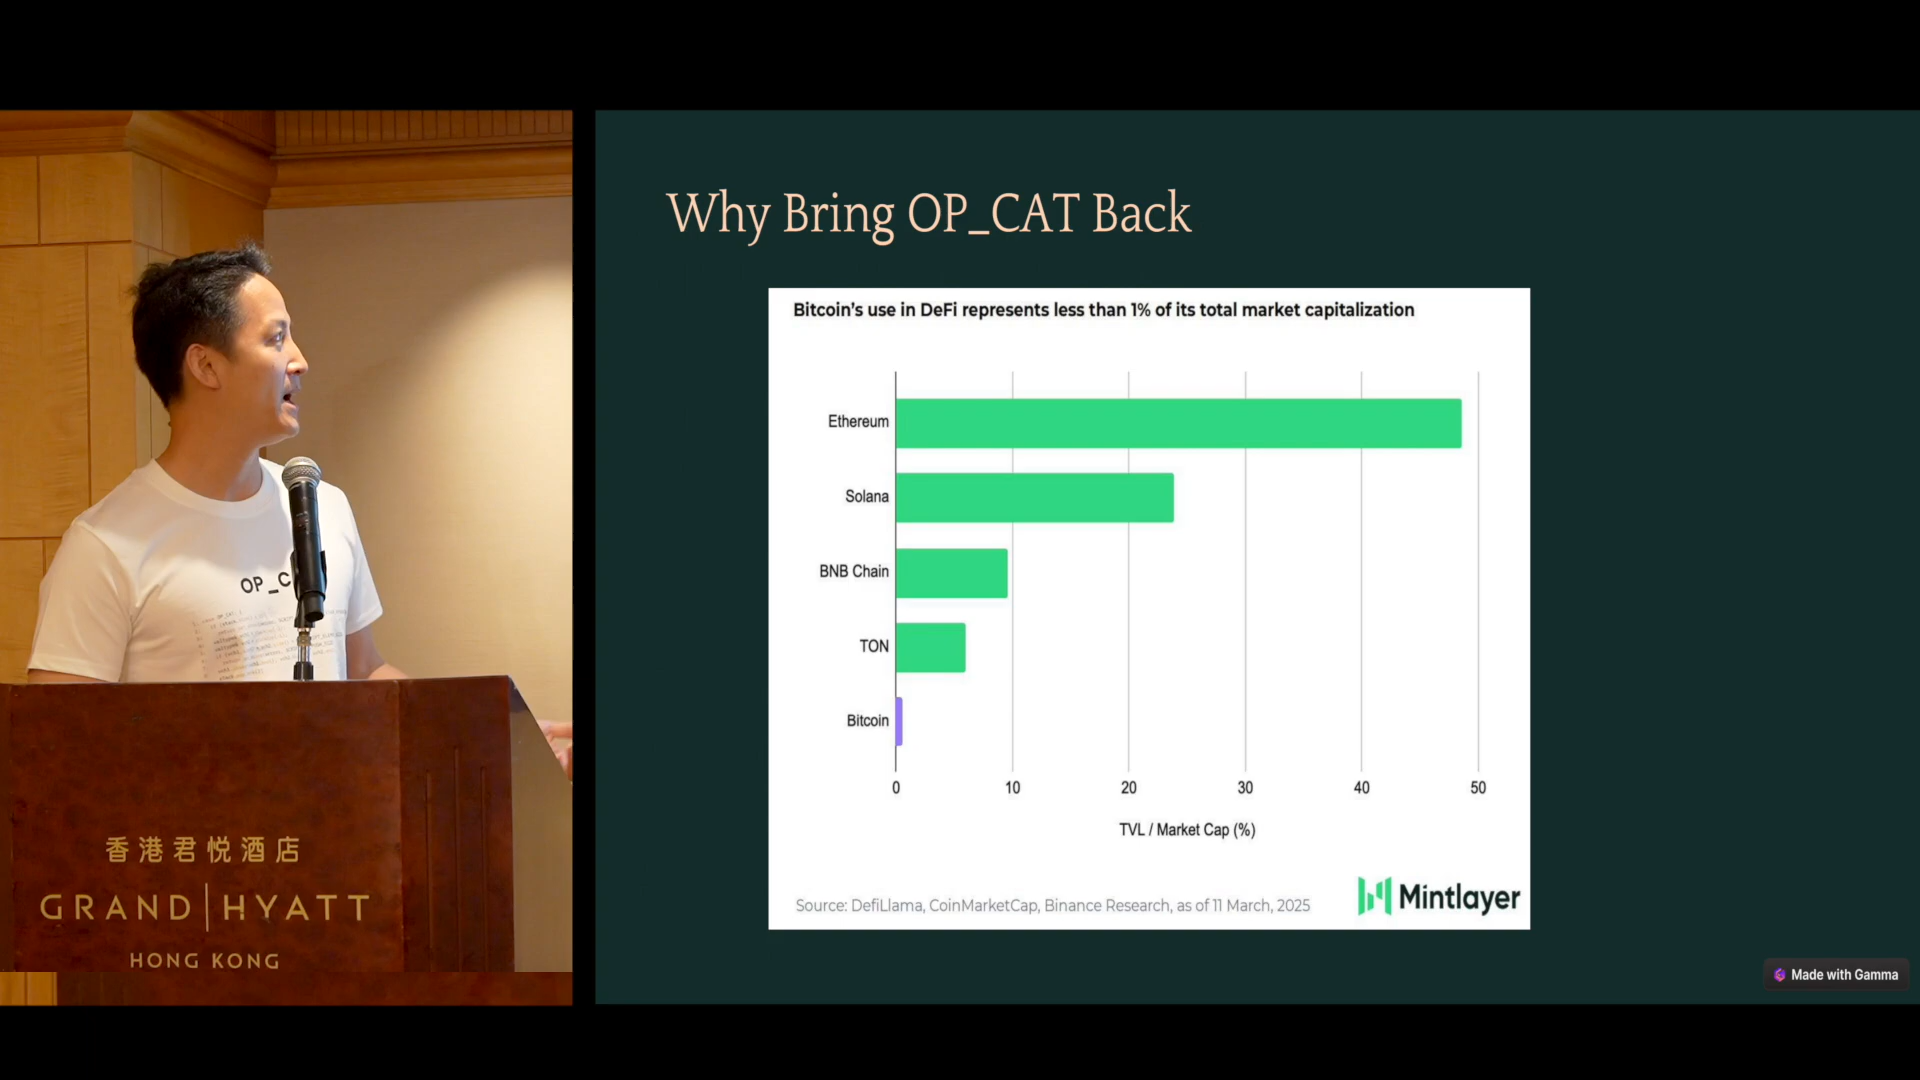 Why Bring OP_CAT Back
Bitcoin's use in DeFi represents less than 1% of its total market capitalization
Ethereum
Solana
BNB Chain
TON
Bitcoin
0 10 20 30 40 50
TVL / Market Cap (%)
Source: DefiLlama, CoinMarketCap, Binance Research, as of 11 March, 2025
Mintlayer
Made with Gamma
OP_C
香港君悦酒店
GRAND HYATT
HONG KONG